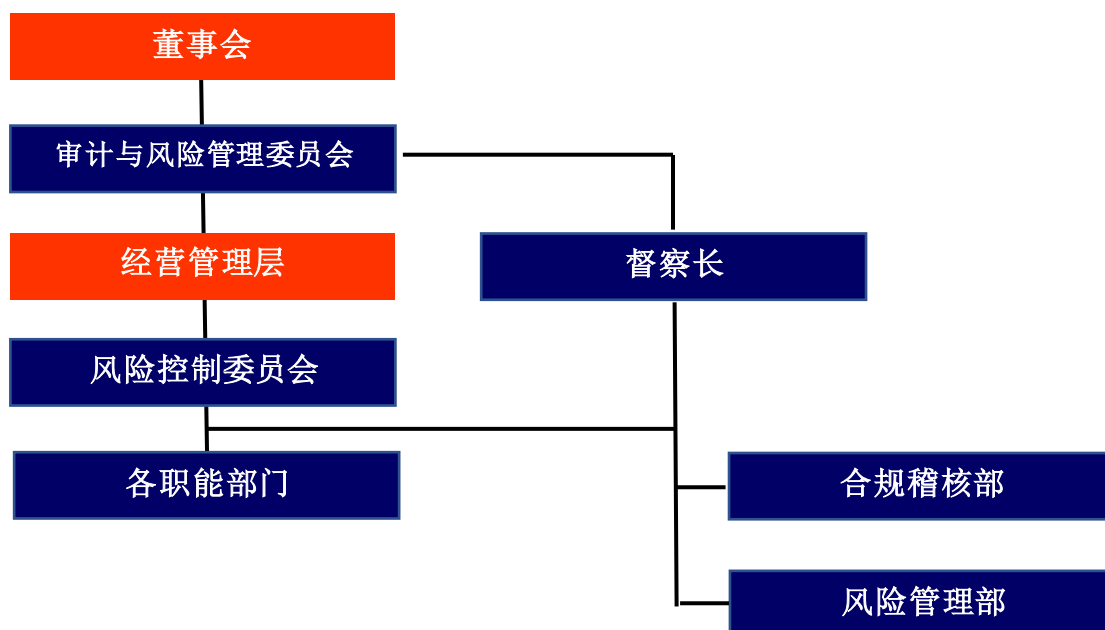 董事会
审计与风险管理委员会
经营管理层
督察长
风险控制委员会
各职能部门
合规稽核部
风险管理部